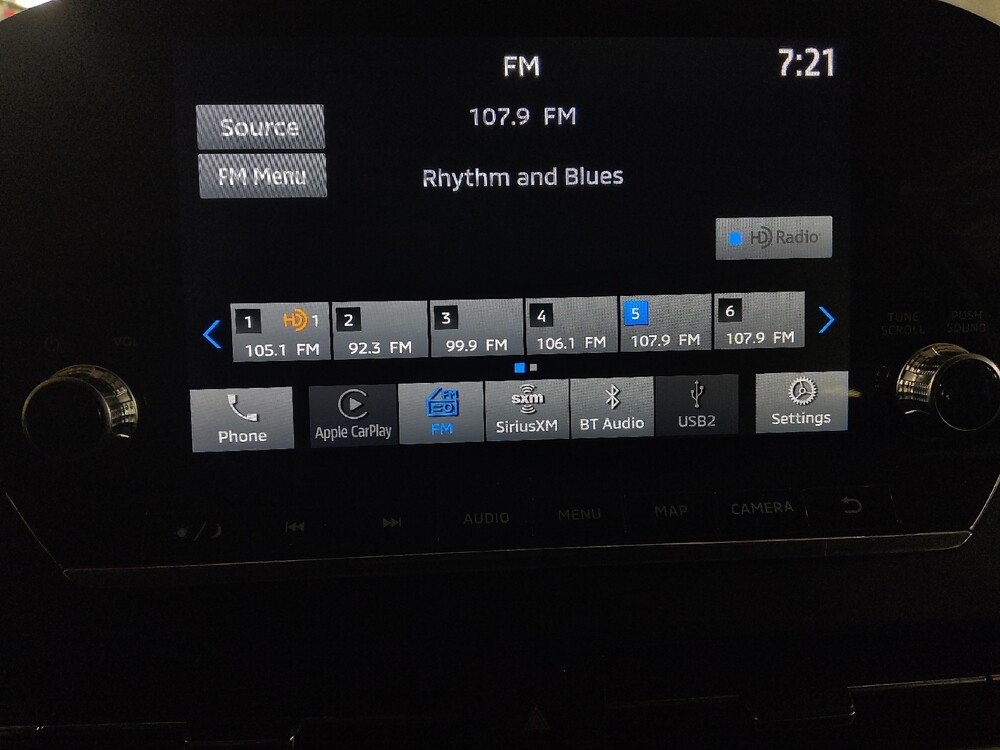 FM
7:21
Source
107.9 FM
FM Menu
Rhythm and Blues
HD Radio
1 HD 1
105.1 FM
2
92.3 FM
3
99.9 FM
4
106.1 FM
5
107.9 FM
6
107.9 FM
VOL
TUNE
SCROLL
PUSH
SOUND
Phone
Apple CarPlay
FM
FM
sxm
SiriusXM
BT Audio
USB2
Settings
AUDIO
MENU
MAP
CAMERA